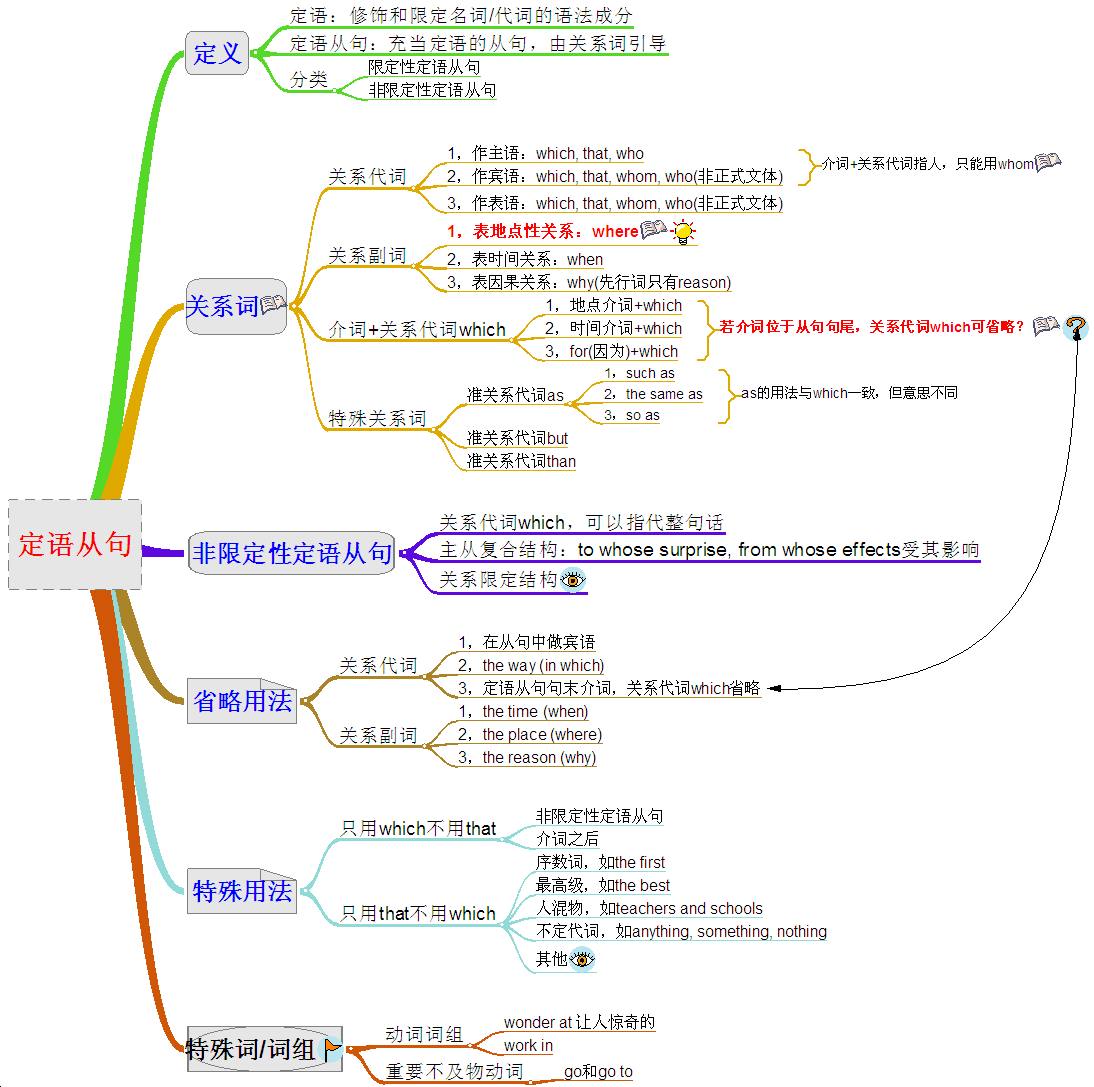 定语从句
定义
定语：修饰和限定名词/代词的语法成分
定语从句：充当定语的从句，由关系词引导
分类
限定性定语从句
非限定性定语从句
关系词
关系代词
1，作主语：which, that, who
2，作宾语：which, that, whom, who(非正式文体)
3，作表语：which, that, whom, who(非正式文体)
介词+关系代词指人，只能用whom
关系副词
1，表地点性关系：where
2，表时间关系：when
3，表因果关系：why(先行词只有reason)
介词+关系代词which
1，地点介词+which
2，时间介词+which
3，for(因为)+which
若介词位于从句句尾，关系代词which可省略？
特殊关系词
准关系代词as
1，such as
2，the same as
3，so as
as的用法与which一致，但意思不同
准关系代词but
准关系代词than
非限定性定语从句
关系代词which，可以指代整句话
主从复合结构：to whose surprise, from whose effects受其影响
关系限定结构
省略用法
关系代词
1，在从句中做宾语
2，the way (in which)
3，定语从句句末介词，关系代词which省略
关系副词
1，the time (when)
2，the place (where)
3，the reason (why)
特殊用法
只用which不用that
非限定性定语从句
介词之后
只用that不用which
序数词，如the first
最高级，如the best
人混物，如teachers and schools
不定代词，如anything, something, nothing
其他
特殊词/词组
动词词组
wonder at 让人惊奇的
work in
重要不及物动词
go和go to